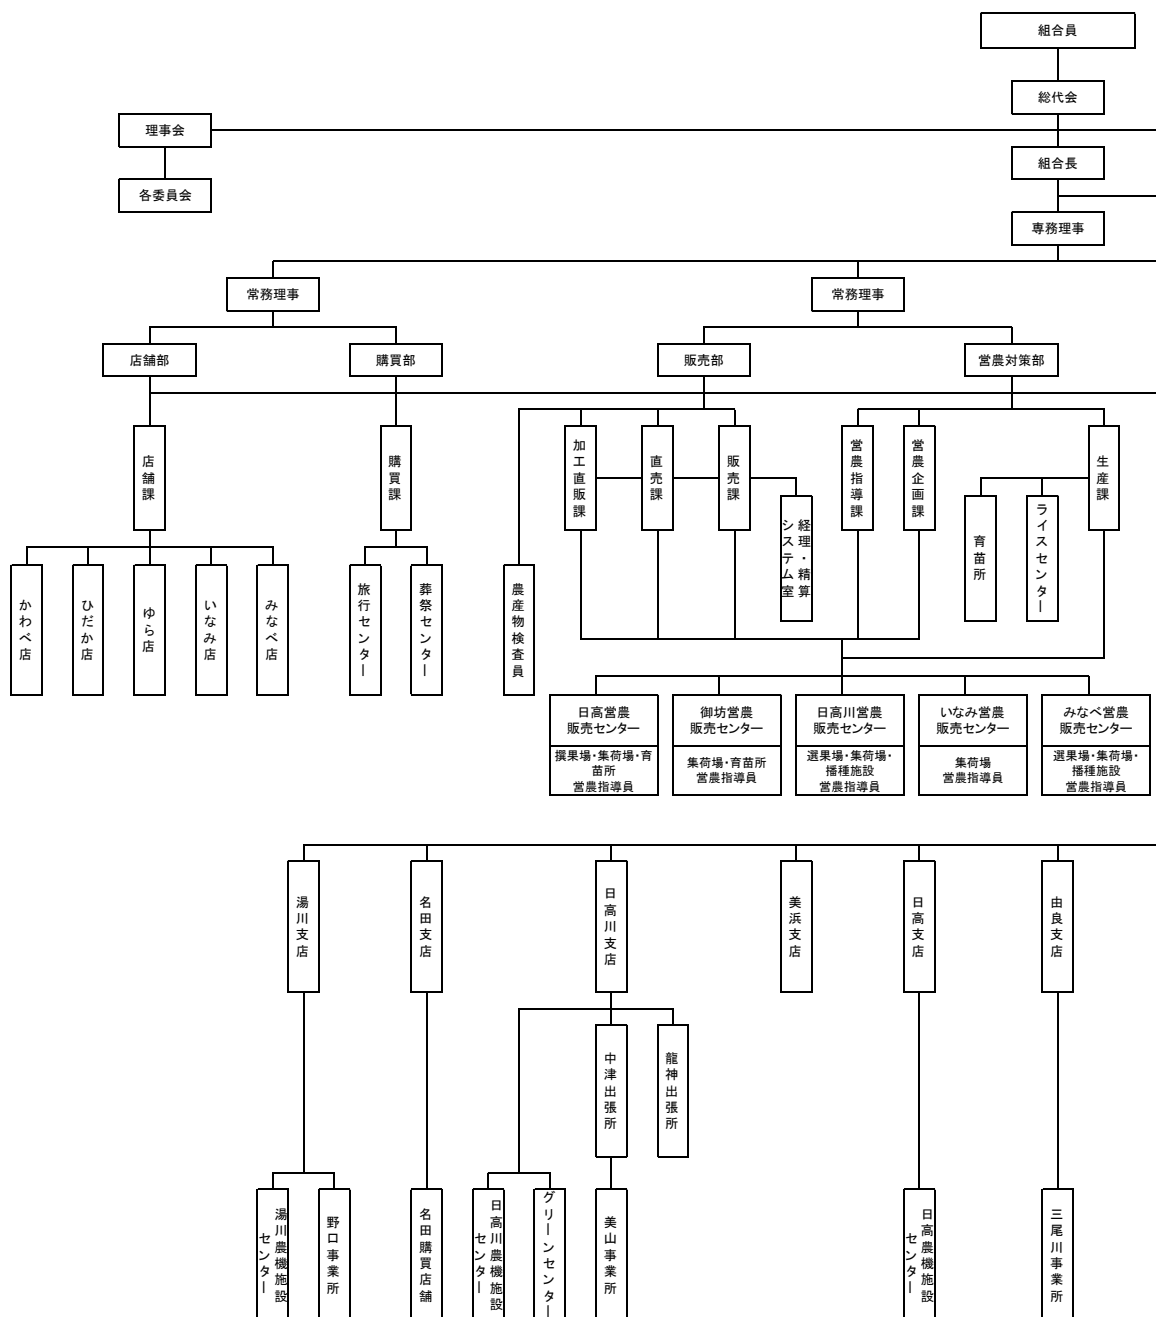 組合員
総代会
理事会
組合長
各委員会
専務理事
常務理事
常務理事
店舗部
購買部
販売部
営農対策部
店舗課
購買課
加工直販課
直売課
販売課
経理・精算
システム室
営農指導課
営農企画課
育苗所
ライスセンター
生産課
かわべ店
ひだか店
ゆら店
いなみ店
みなべ店
旅行センター
葬祭センター
農産物検査員
日高営農
販売センター
撰果場・集荷場・育
苗所
営農指導員
御坊営農
販売センター
集荷場・育苗所
営農指導員
日高川営農
販売センター
選果場・集荷場・
播種施設
営農指導員
いなみ営農
販売センター
集荷場
営農指導員
みなべ営農
販売センター
選果場・集荷場・
播種施設
営農指導員
湯川支店
名田支店
日高川支店
美浜支店
日高支店
由良支店
中津出張所
龍神出張所
湯川農機施設
センター
野口事業所
名田購買店舗
日高川農機施設
センター
グリーンセンター
美山事業所
日高農機施設
センター
三尾川事業所